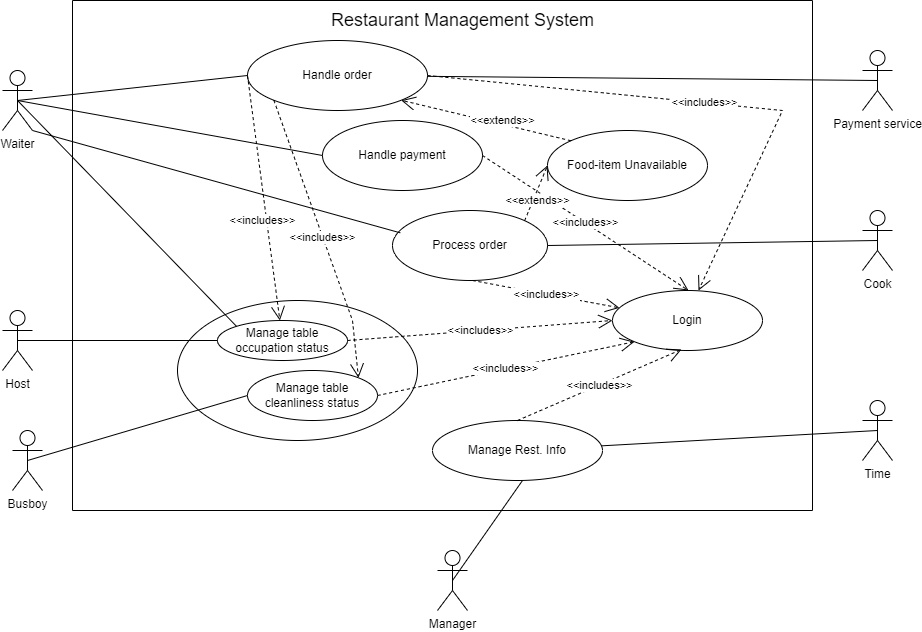 Restaurant Management System
Handle order
<<includes>>
Payment service
<<extends>>
Waiter
Handle payment
Food-item Unavailable
<<extends>>
<<includes>>
<<includes>>
<<includes>>
Process order
Cook
<<includes>>
Login
Manage table
occupation status
<<includes>>
Host
<<includes>>
Manage table
cleanliness status
<<includes>>
Manage Rest. Info
Time
Busboy
Manager